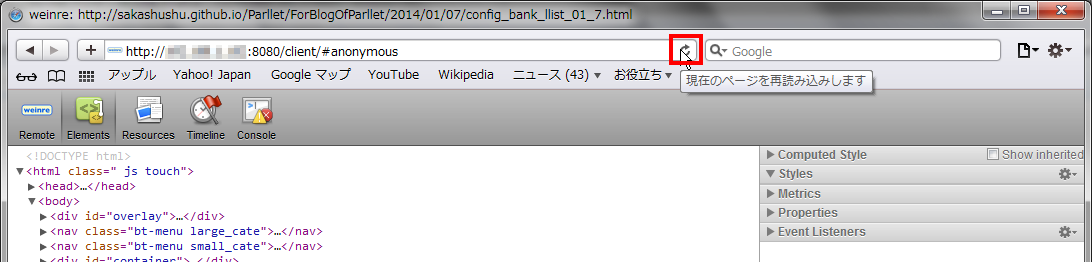 weinre: http://sakashushu.github.io/Parllet/ForBlogOfParllet/2014/01/07/config_bank_llist_01_7.html
http:// :8080/client/#anonymous
Google
アップル Yahoo! Japan Google マップ YouTube Wikipedia ニュース (43) ▼ お役立ち ▼
現在のページを再読み込みします
weinre
Remote Elements Resources Timeline Console
<!DOCTYPE html>
▼<html class=" js touch">
▶<head>…</head>
▼<body>
▶<div id="overlay">…</div>
▶<nav class="bt-menu large_cate">…</nav>
▶<nav class="bt-menu small_cate">…</nav>
▶<div id="container">…</div>
▶ Computed Style Show inherited
▼ Styles
▶ Metrics
▶ Properties
▶ Event Listeners